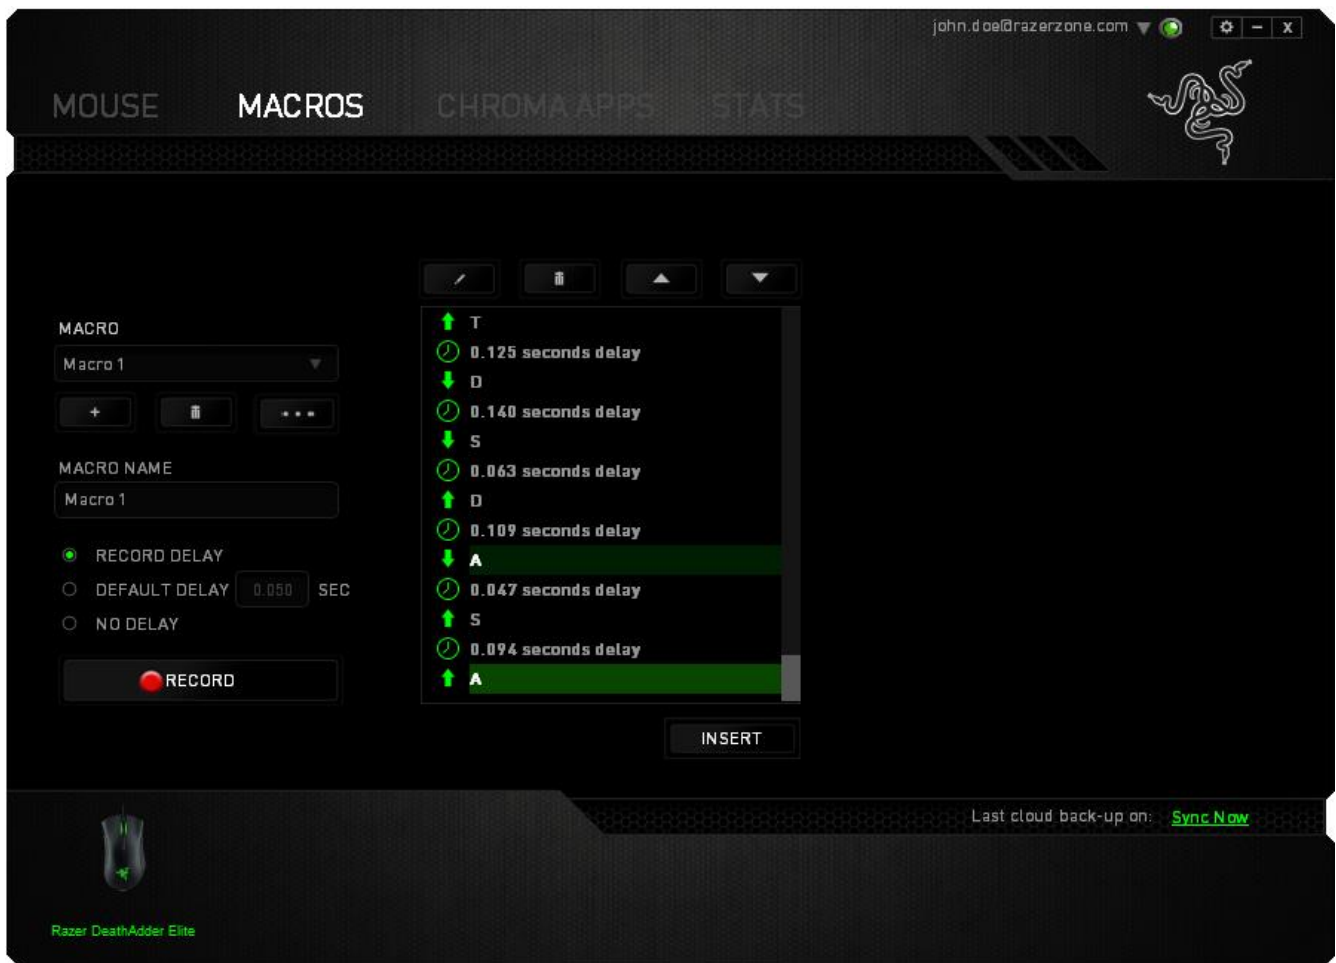 john.doe@razerzone.com
MOUSE MACROS CHROMA APPS STATS
MACRO
Macro 1
MACRO NAME
Macro 1
RECORD DELAY
DEFAULT DELAY 0.050 SEC
NO DELAY
RECORD
T
0.125 seconds delay
D
0.140 seconds delay
S
0.063 seconds delay
D
0.109 seconds delay
A
0.047 seconds delay
S
0.094 seconds delay
A
INSERT
Last cloud back-up on: Sync Now
Razer DeathAdder Elite